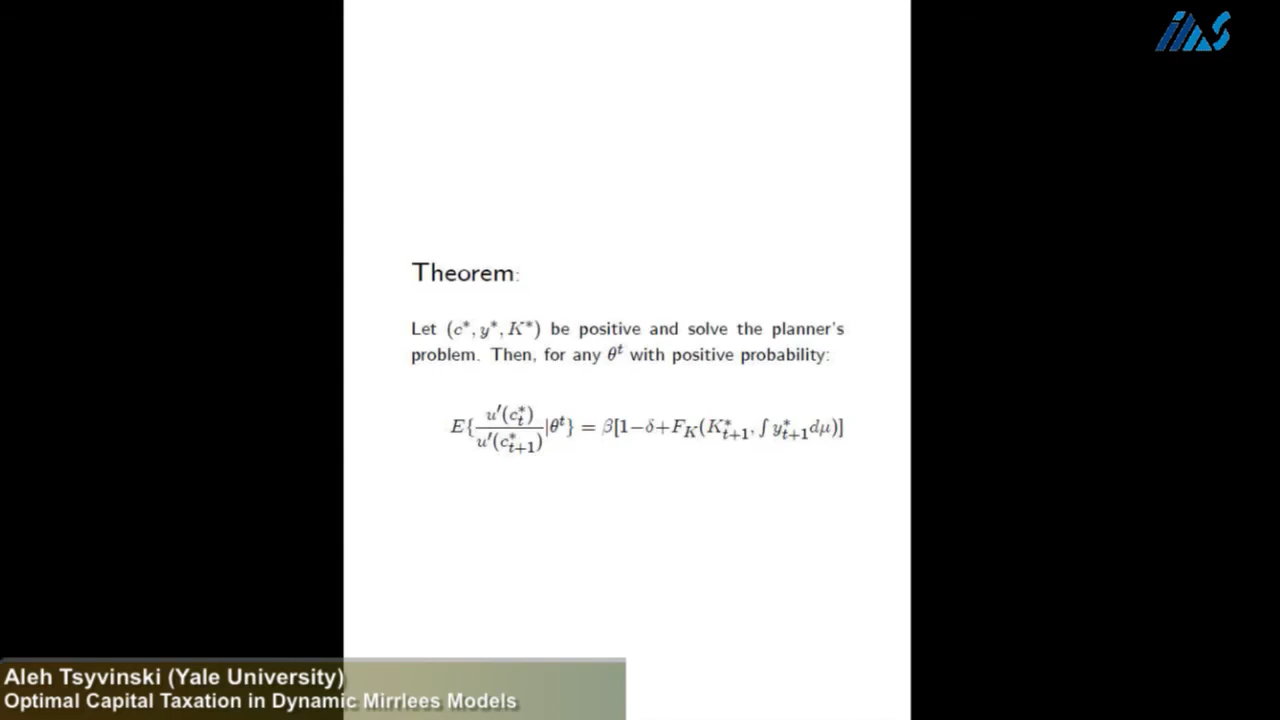 ims
Theorem:
Let (c*, y*, K*) be positive and solve the planner's
problem. Then, for any θ^t with positive probability:
E{u′(c*_t)/u′(c*_{t+1})|θ^t} = β[1−δ+F_K(K*_{t+1}, ∫ y*_{t+1}dμ)]
Aleh Tsyvinski (Yale University)
Optimal Capital Taxation in Dynamic Mirrlees Models